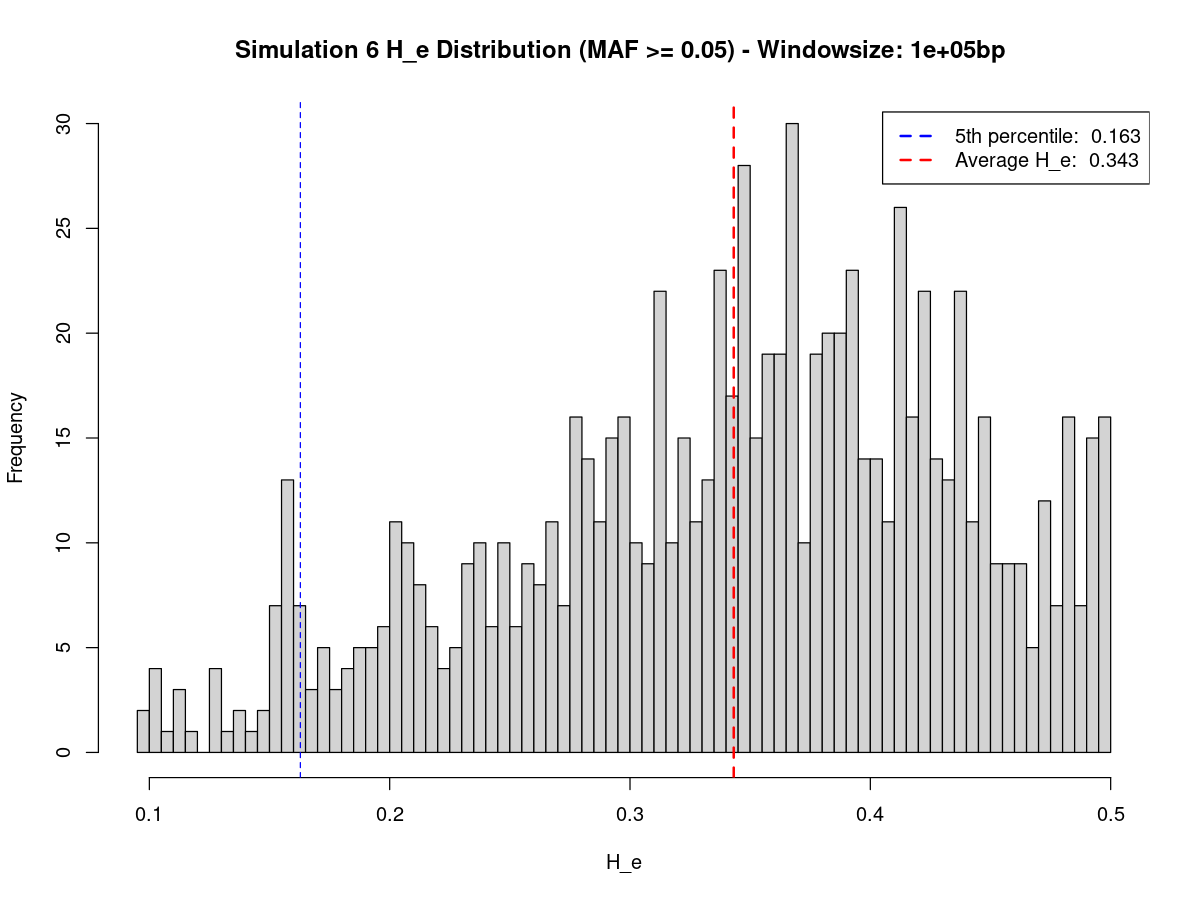 Simulation 6 H_e Distribution (MAF >= 0.05) - Windowsize: 1e+05bp
5th percentile: 0.163
Average H_e: 0.343
Frequency
30
25
20
15
10
5
0
0.1 0.2 0.3 0.4 0.5
H_e